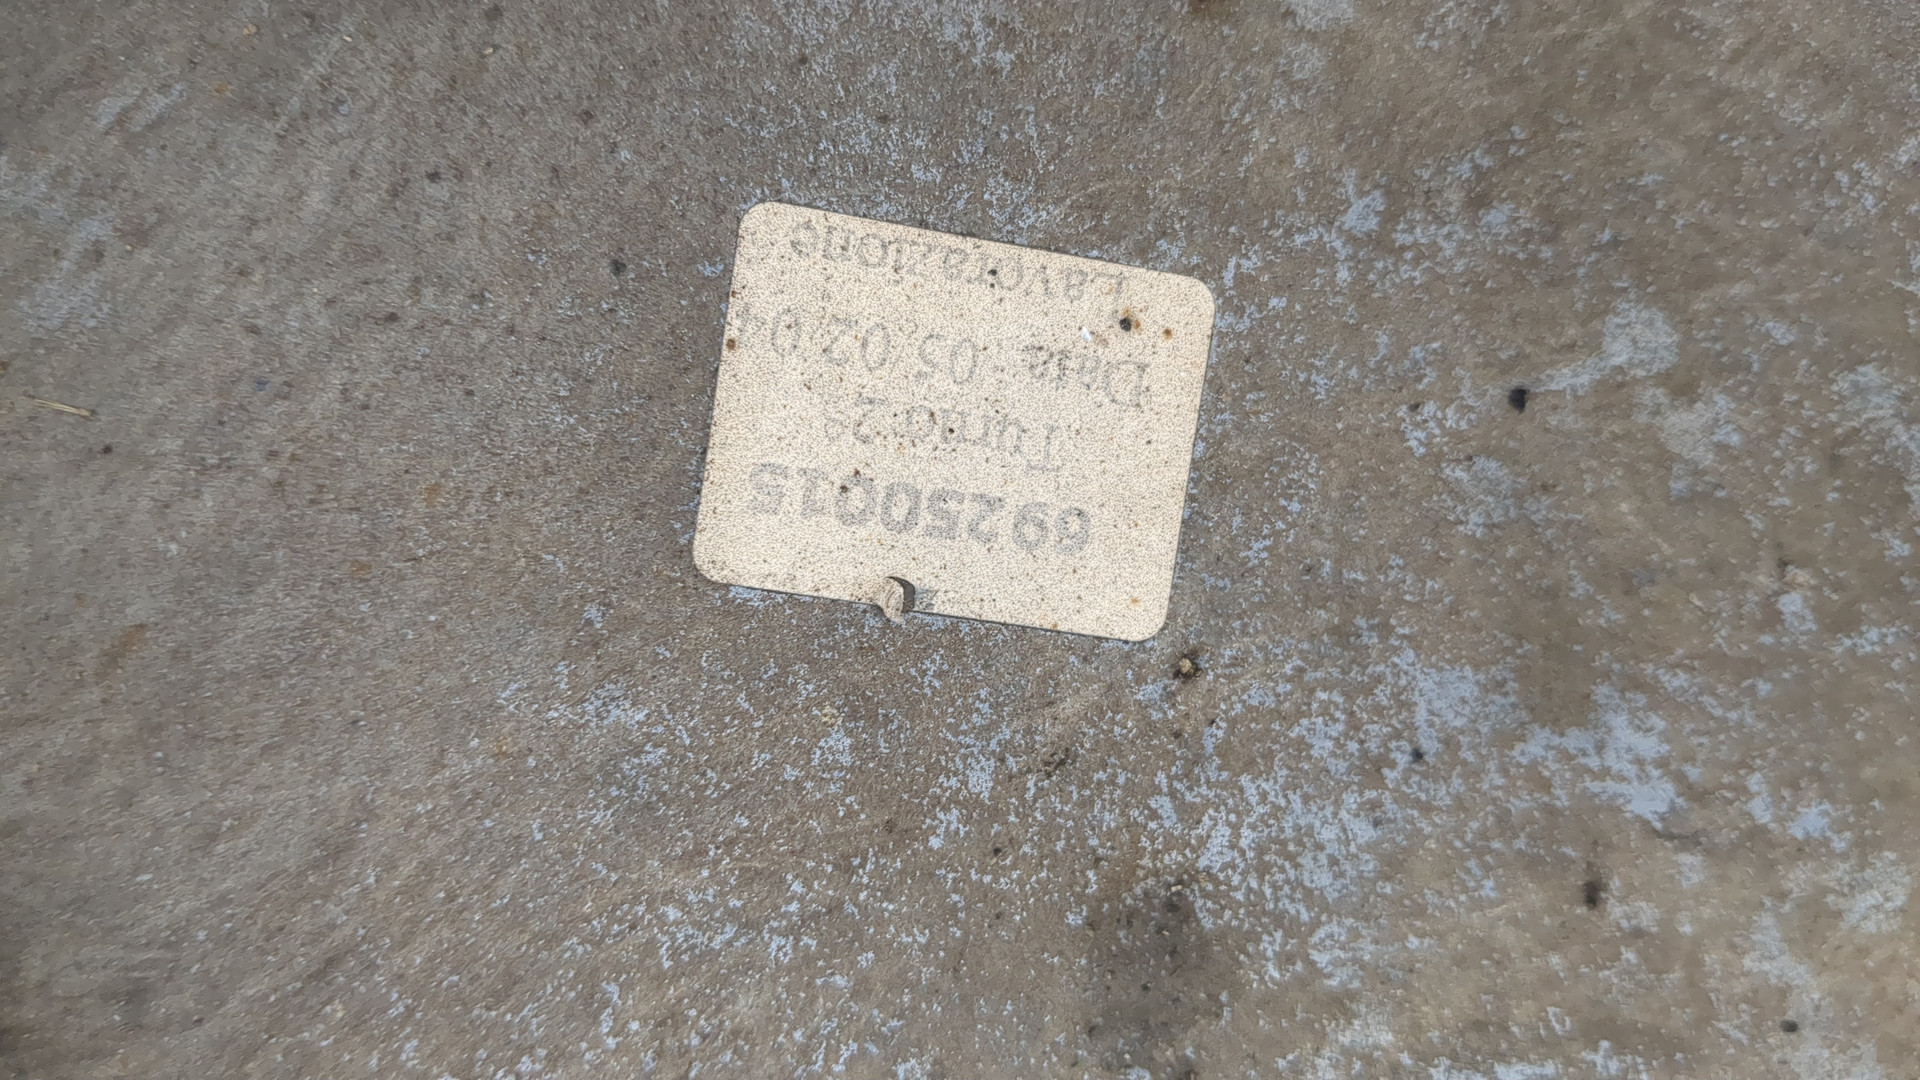 69250015
Turno 2°
Data : 05.02.04
Lavorazione